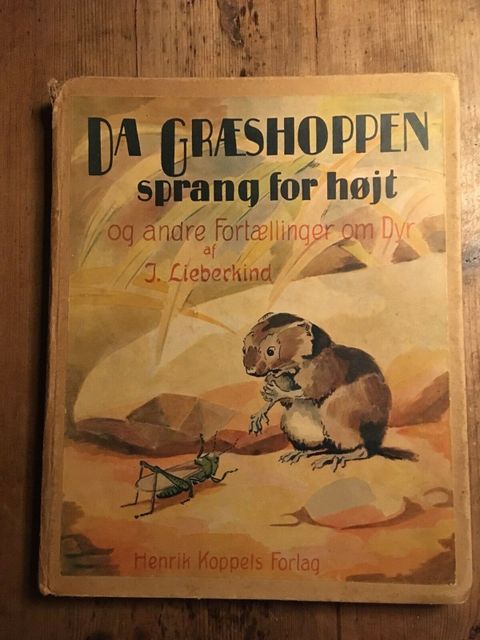 DA GRÆSHOPPEN
sprang for højt
og andre Fortællinger om Dyr
af
I. Lieberkind
Henrik Koppels Forlag